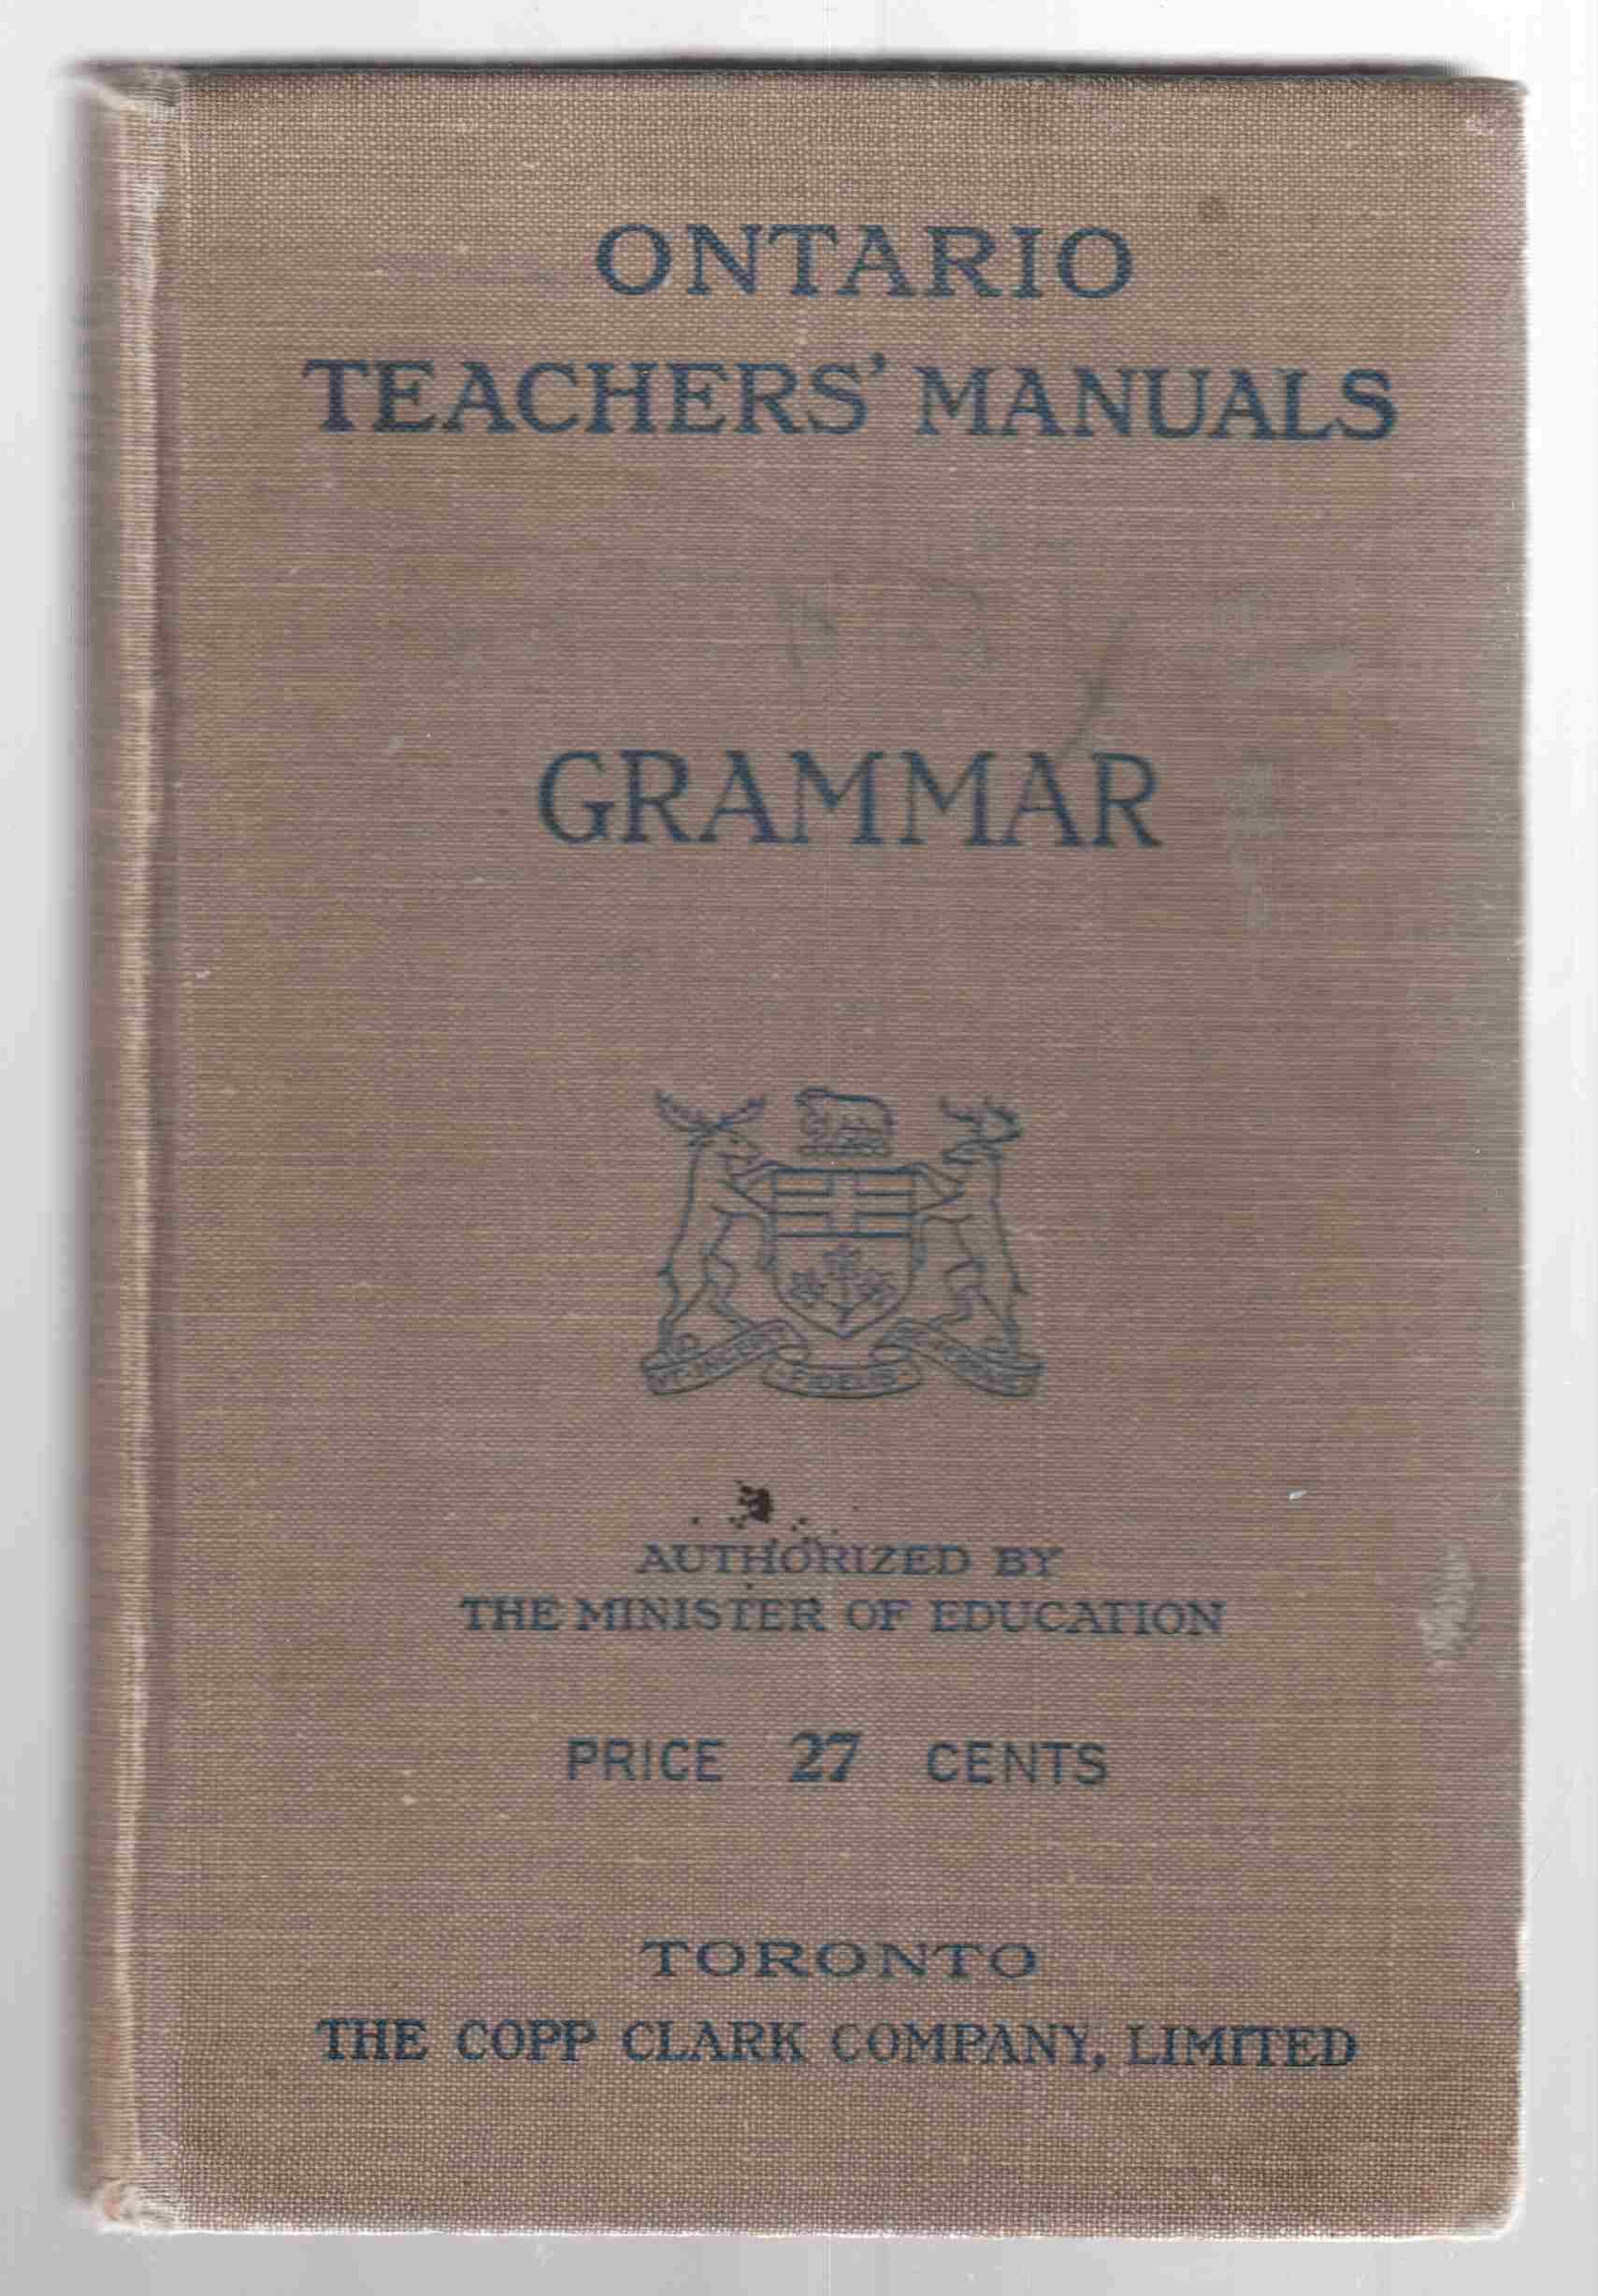 ONTARIO
TEACHERS' MANUALS
GRAMMAR
FIDELIS
AUTHORIZED BY
THE MINISTER OF EDUCATION
PRICE 27 CENTS
TORONTO
THE COPP CLARK COMPANY, LIMITED